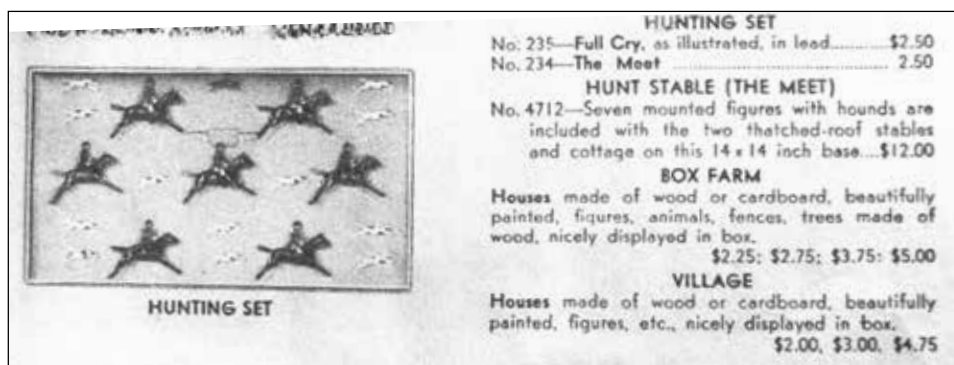 HUNTING SET
HUNTING SET
No. 235—Full Cry, as illustrated, in lead..........$2.50
No. 234—The Meet .......................................... 2.50
HUNT STABLE (THE MEET)
No. 4712—Seven mounted figures with hounds are
included with the two thatched-roof stables
and cottage on this 14 x 14 inch base....$12.00
BOX FARM
Houses made of wood or cardboard, beautifully
painted, figures, animals, fences, trees made of
wood, nicely displayed in box.
$2.25; $2.75; $3.75: $5.00
VILLAGE
Houses made of wood or cardboard, beautifully
painted, figures, etc., nicely displayed in box.
$2.00, $3.00, $4.75